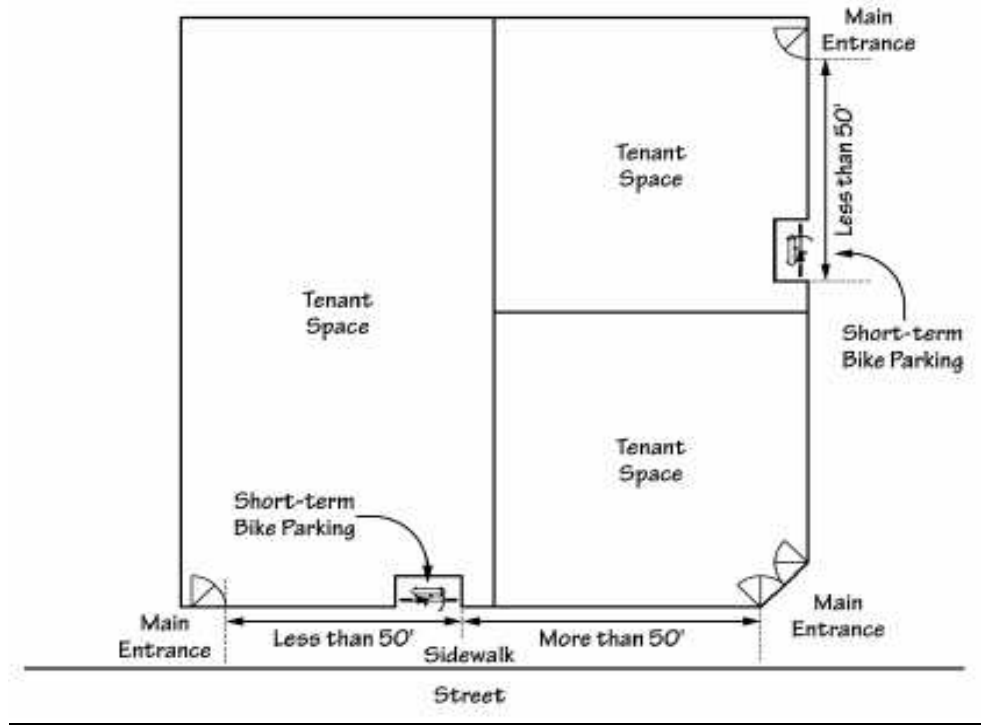 Main
Entrance
Less than 50'
Tenant
Space
Tenant
Space
Short-term
Bike Parking
Tenant
Space
Short-term
Bike Parking
Main
Entrance
Less than 50'
More than 50'
Main
Entrance
Sidewalk
Street